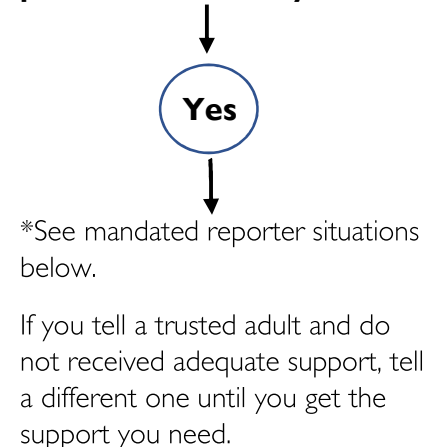 Yes
*See mandated reporter situations
below.
If you tell a trusted adult and do
not received adequate support, tell
a different one until you get the
support you need.